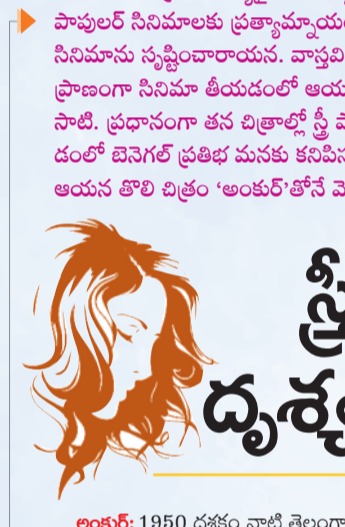 పాపులర్ సినిమాలకు ప్రత్యామ్నాయ
సినిమాను సృష్టించారాయన. వాస్తవి
ప్రాణంగా సినిమా తీయడంలో ఆయ
సాటి. ప్రధానంగా తన చిత్రాల్లో స్త్రీ
డంలో బెనెగల్ ప్రతిభ మనకు కనిపిస
ఆయన తొలి చిత్రం ‘అంకుర్’తోనే
స్త్రీ
దృశ్య
అంకుర్: 1950 దశకం నాటి తెలంగా